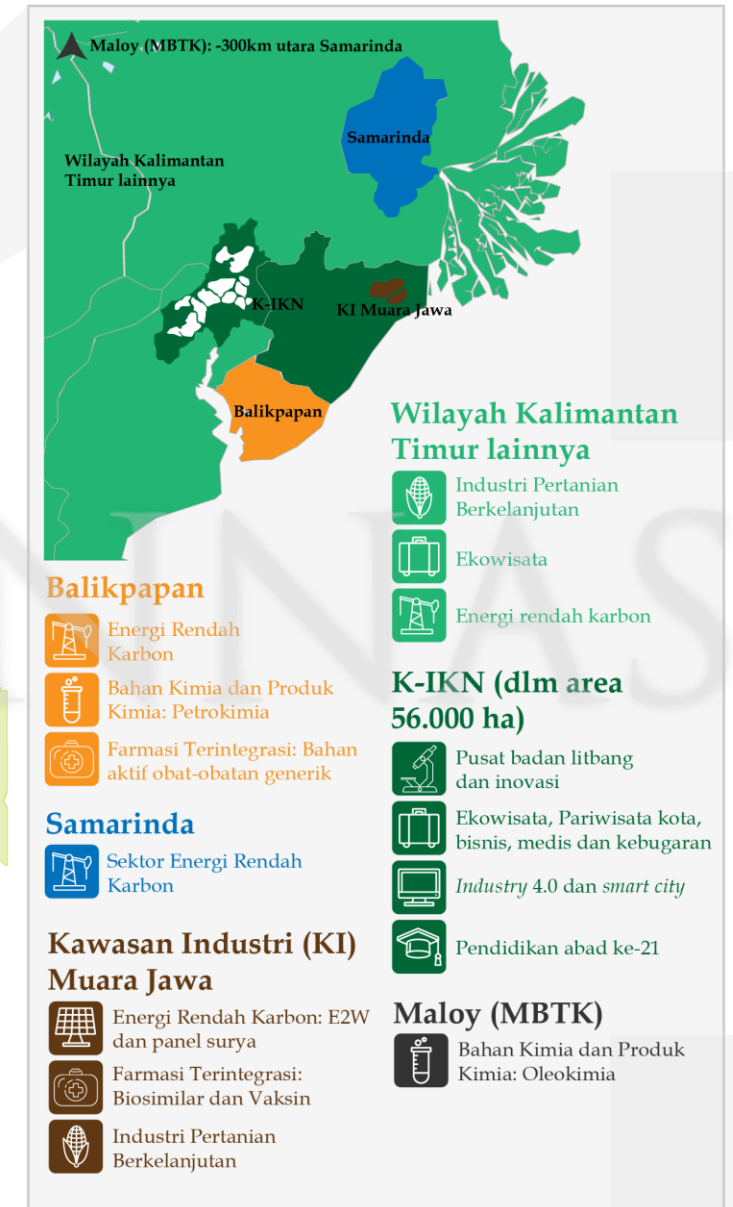 Maloy (MBTK): -300km utara Samarinda
Samarinda
Wilayah Kalimantan
Timur lainnya
K-IKN
KI Muara Jawa
Balikpapan
Balikpapan
Energi Rendah
Karbon
Bahan Kimia dan Produk
Kimia: Petrokimia
Farmasi Terintegrasi: Bahan
aktif obat-obatan generik
Samarinda
Sektor Energi Rendah
Karbon
Kawasan Industri (KI)
Muara Jawa
Energi Rendah Karbon: E2W
dan panel surya
Farmasi Terintegrasi:
Biosimilar dan Vaksin
Industri Pertanian
Berkelanjutan
Wilayah Kalimantan
Timur lainnya
Industri Pertanian
Berkelanjutan
Ekowisata
Energi rendah karbon
K-IKN (dlm area
56.000 ha)
Pusat badan litbang
dan inovasi
Ekowisata, Pariwisata kota,
bisnis, medis dan kebugaran
Industry 4.0 dan smart city
Pendidikan abad ke-21
Maloy (MBTK)
Bahan Kimia dan Produk
Kimia: Oleokimia